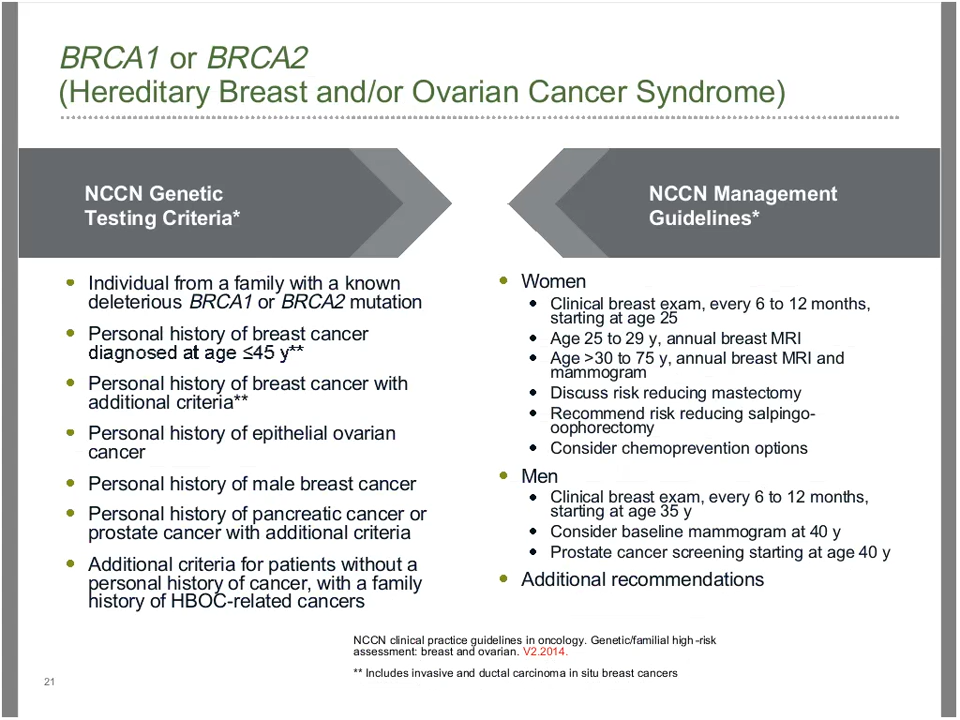 BRCA1 or BRCA2
(Hereditary Breast and/or Ovarian Cancer Syndrome)
NCCN Genetic
Testing Criteria*
Individual from a family with a known
deleterious BRCA1 or BRCA2 mutation
Personal history of breast cancer
diagnosed at age ≤45 y**
Personal history of breast cancer with
additional criteria**
Personal history of epithelial ovarian
cancer
Personal history of male breast cancer
Personal history of pancreatic cancer or
prostate cancer with additional criteria
Additional criteria for patients without a
personal history of cancer, with a family
history of HBOC-related cancers
NCCN Management
Guidelines*
Women
Clinical breast exam, every 6 to 12 months,
starting at age 25
Age 25 to 29 y, annual breast MRI
Age >30 to 75 y, annual breast MRI and
mammogram
Discuss risk reducing mastectomy
Recommend risk reducing salpingo-
oophorectomy
Consider chemoprevention options
Men
Clinical breast exam, every 6 to 12 months,
starting at age 35 y
Consider baseline mammogram at 40 y
Prostate cancer screening starting at age 40 y
Additional recommendations
NCCN clinical practice guidelines in oncology. Genetic/familial high-risk
assessment: breast and ovarian. V2.2014.
** Includes invasive and ductal carcinoma in situ breast cancers
21